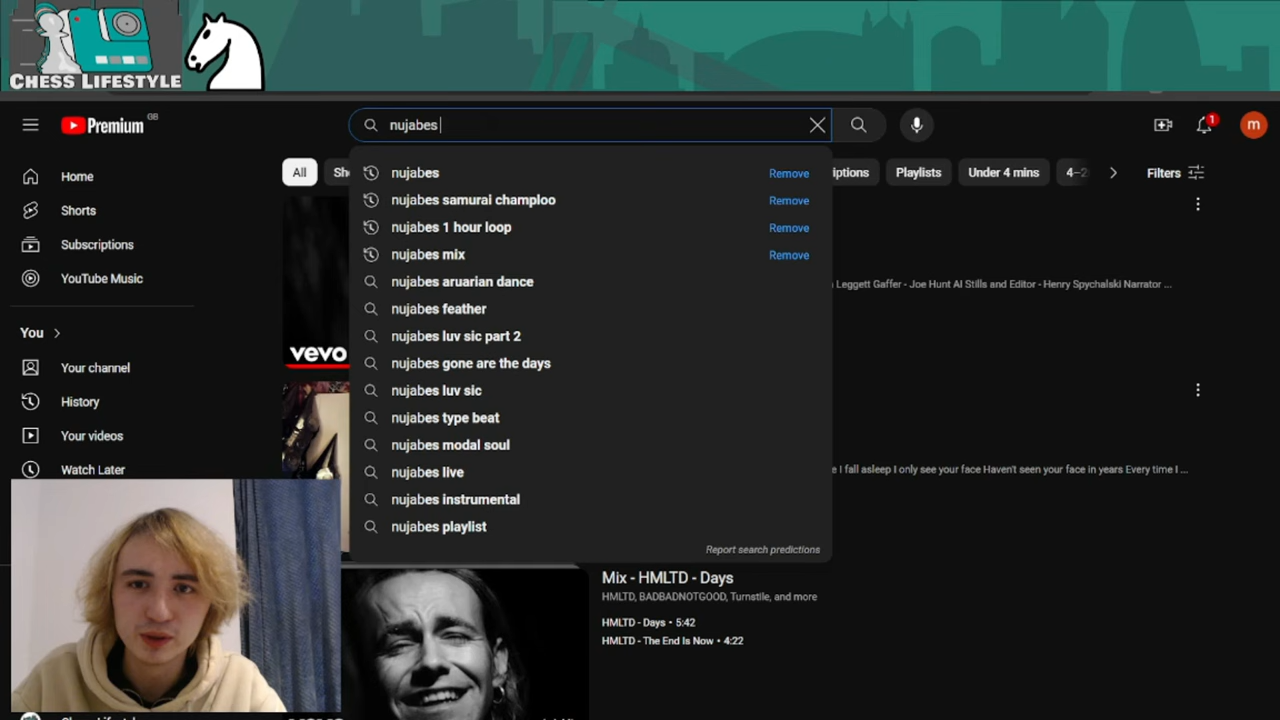 CHESS LIFESTYLE
Premium GB
nujabes
1
m
Home
Shorts
Subscriptions
YouTube Music
You
Your channel
History
Your videos
Watch Later
All
Playlists
Under 4 mins
Filters
nujabes Remove
nujabes samurai champloo Remove
nujabes 1 hour loop Remove
nujabes mix Remove
nujabes aruarian dance
nujabes feather
nujabes luv sic part 2
nujabes gone are the days
nujabes luv sic
nujabes type beat
nujabes modal soul
nujabes live
nujabes instrumental
nujabes playlist
Report search predictions
vevo
Leggett Gaffer - Joe Hunt AI Stills and Editor - Henry Spychalski Narrator ...
I fall asleep I only see your face Haven't seen your face in years Every time I ...
Mix - HMLTD - Days
HMLTD, BADBADNOTGOOD, Turnstile, and more
HMLTD - Days • 5:42
HMLTD - The End Is Now • 4:22